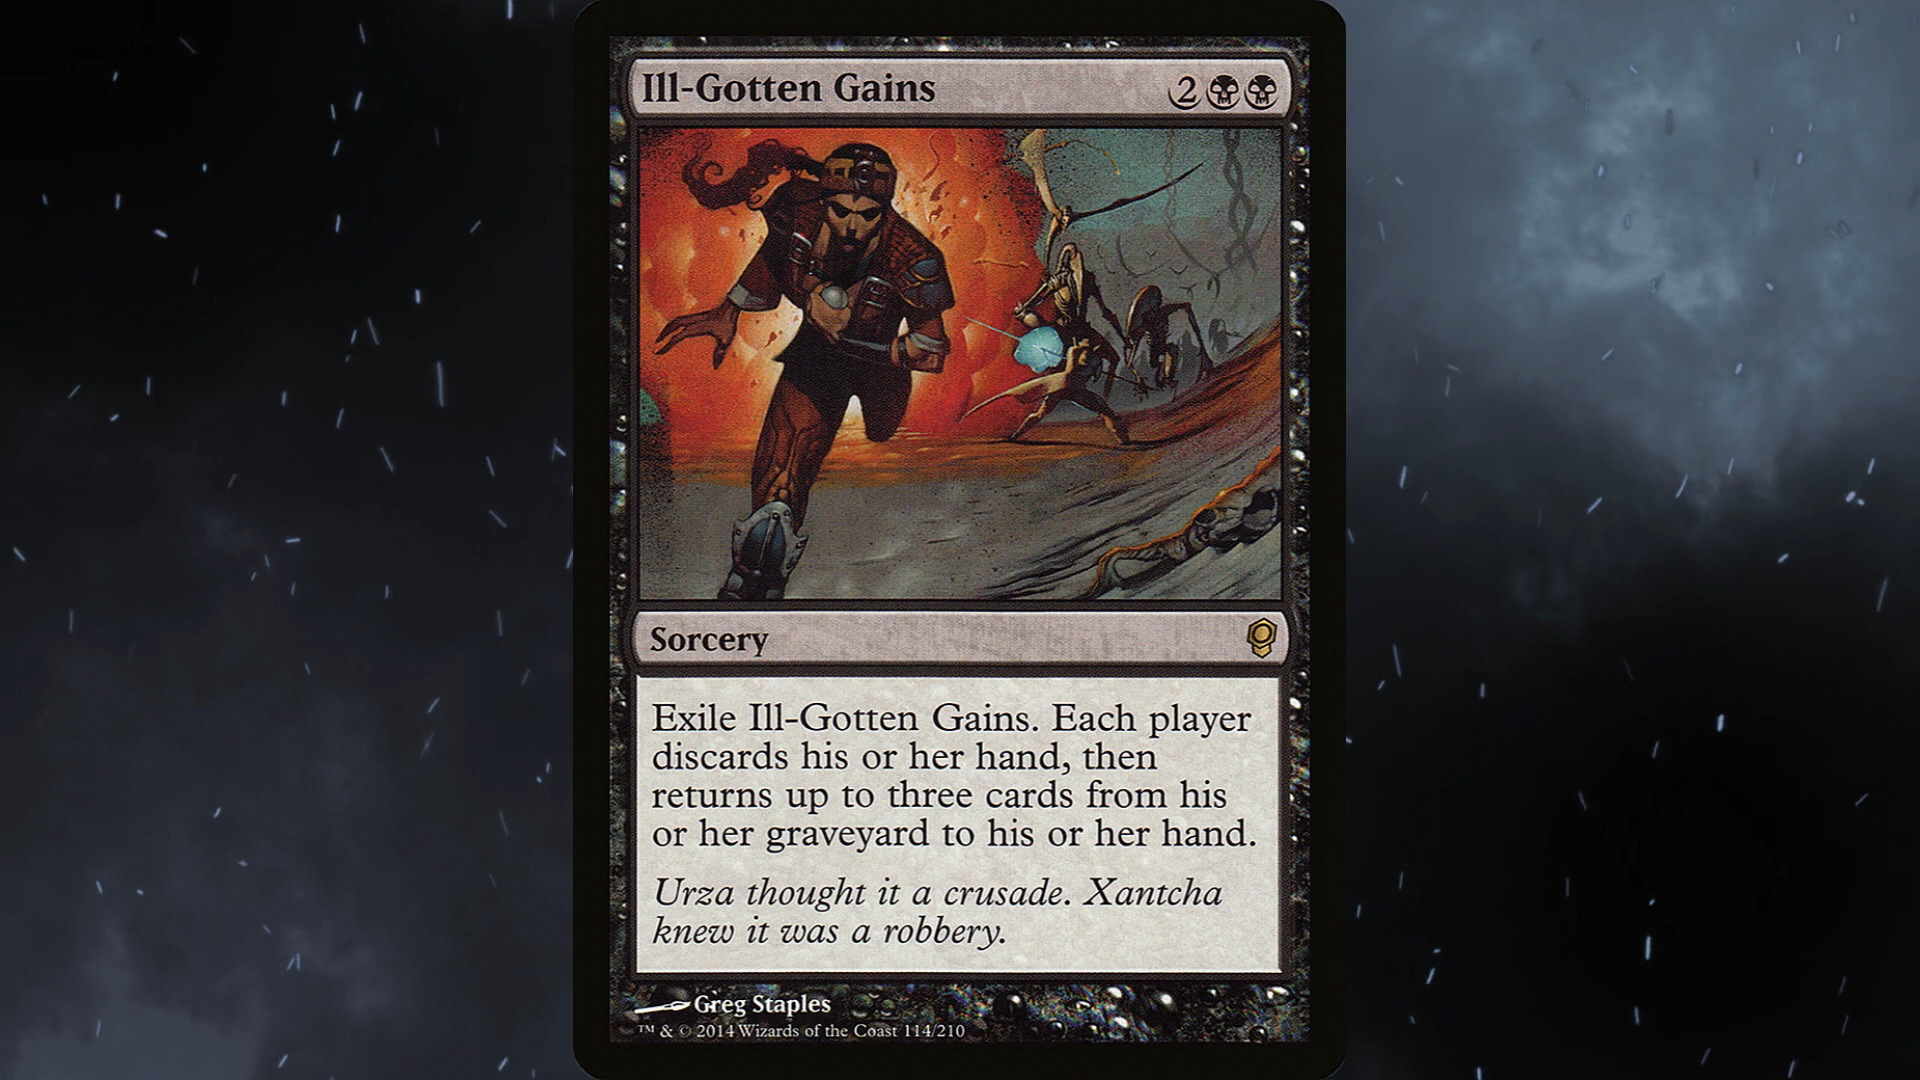 Ill-Gotten Gains 2
Sorcery
Exile Ill-Gotten Gains. Each player
discards his or her hand, then
returns up to three cards from his
or her graveyard to his or her hand.
Urza thought it a crusade. Xantcha
knew it was a robbery.
Greg Staples
™ & © 2014 Wizards of the Coast 114/210